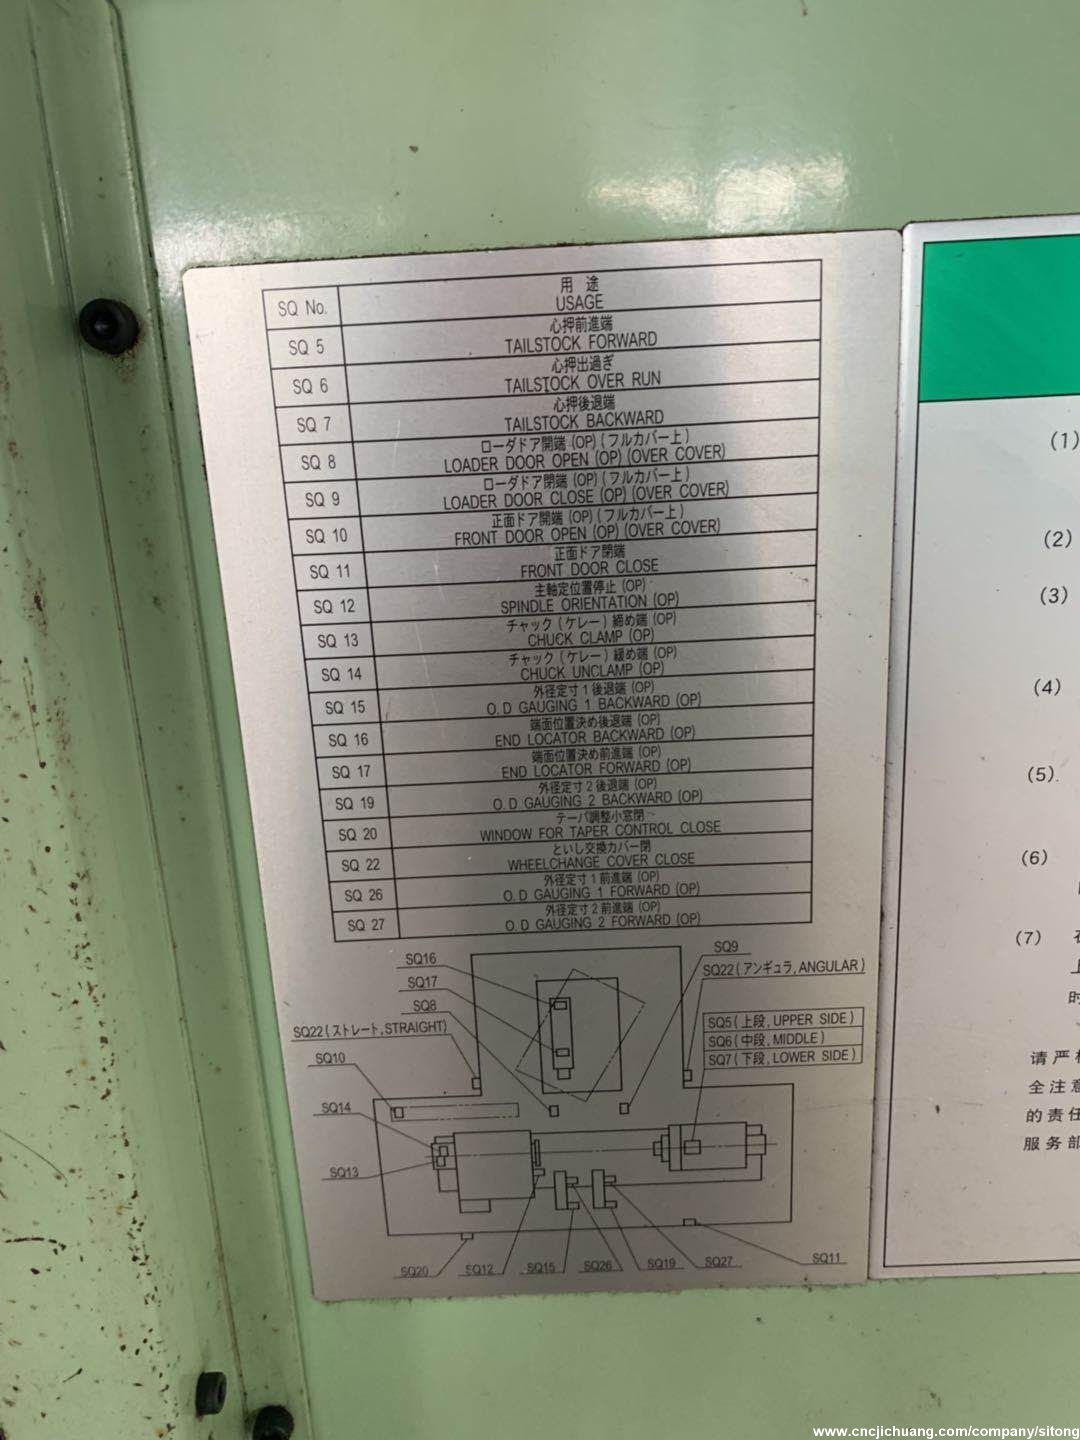 SQ No.
用 途
USAGE
SQ 5
心押前進端
TAILSTOCK FORWARD
SQ 6
心押出過ぎ
TAILSTOCK OVER RUN
SQ 7
心押後退端
TAILSTOCK BACKWARD
SQ 8
ローダドア開端 (OP) (フルカバー上)
LOADER DOOR OPEN (OP) (OVER COVER)
SQ 9
ローダドア閉端 (OP) (フルカバー上)
LOADER DOOR CLOSE (OP) (OVER COVER)
SQ 10
正面ドア開端 (OP) (フルカバー上)
FRONT DOOR OPEN (OP) (OVER COVER)
SQ 11
正面ドア閉端
FRONT DOOR CLOSE
SQ 12
主軸定位置停止 (OP)
SPINDLE ORIENTATION (OP)
SQ 13
チャック (ケレー) 締め端 (OP)
CHUCK CLAMP (OP)
SQ 14
チャック (ケレー) 緩め端 (OP)
CHUCK UNCLAMP (OP)
SQ 15
外径定寸1後退端 (OP)
O.D GAUGING 1 BACKWARD (OP)
SQ 16
端面位置決め後退端 (OP)
END LOCATOR BACKWARD (OP)
SQ 17
端面位置決め前進端 (OP)
END LOCATOR FORWARD (OP)
SQ 19
外径定寸2後退端 (OP)
O.D GAUGING 2 BACKWARD (OP)
SQ 20
テーパ調整小窓閉
WINDOW FOR TAPER CONTROL CLOSE
SQ 22
といし交換カバー閉
WHEELCHANGE COVER CLOSE
SQ 26
外径定寸1前進端 (OP)
O.D GAUGING 1 FORWARD (OP)
SQ 27
外径定寸2前進端 (OP)
O.D GAUGING 2 FORWARD (OP)
SQ16
SQ9
SQ17
SQ22(アンギュラ,ANGULAR)
SQ8
SQ22(ストレート,STRAIGHT)
SQ5(上段,UPPER SIDE)
SQ6(中段,MIDDLE)
SQ7(下段,LOWER SIDE)
SQ10
SQ14
SQ13
SQ20
SQ12
SQ15
SQ26
SQ19
SQ27
SQ11
(1)
(2)
(3)
(4)
(5).
(6)
(7)
上
时
请严
全注意
的责任
服务部
www.cncjichuang.com/company/sitong